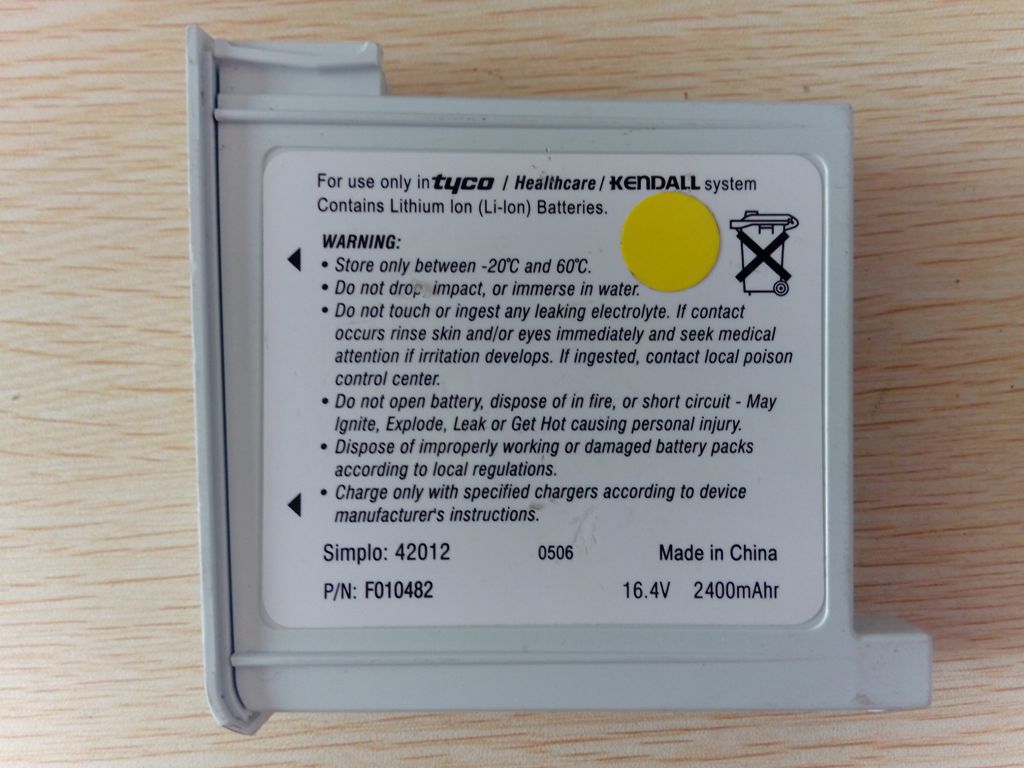 For use only in tyco / Healthcare / KENDALL system
Contains Lithium Ion (Li-Ion) Batteries.
WARNING:
• Store only between -20°C and 60°C.
• Do not drop, impact, or immerse in water.
• Do not touch or ingest any leaking electrolyte. If contact
occurs rinse skin and/or eyes immediately and seek medical
attention if irritation develops. If ingested, contact local poison
control center.
• Do not open battery, dispose of in fire, or short circuit - May
Ignite, Explode, Leak or Get Hot causing personal injury.
• Dispose of improperly working or damaged battery packs
according to local regulations.
• Charge only with specified chargers according to device
manufacturer's instructions.
Simplo: 42012 0506 Made in China
P/N: F010482 16.4V 2400mAhr